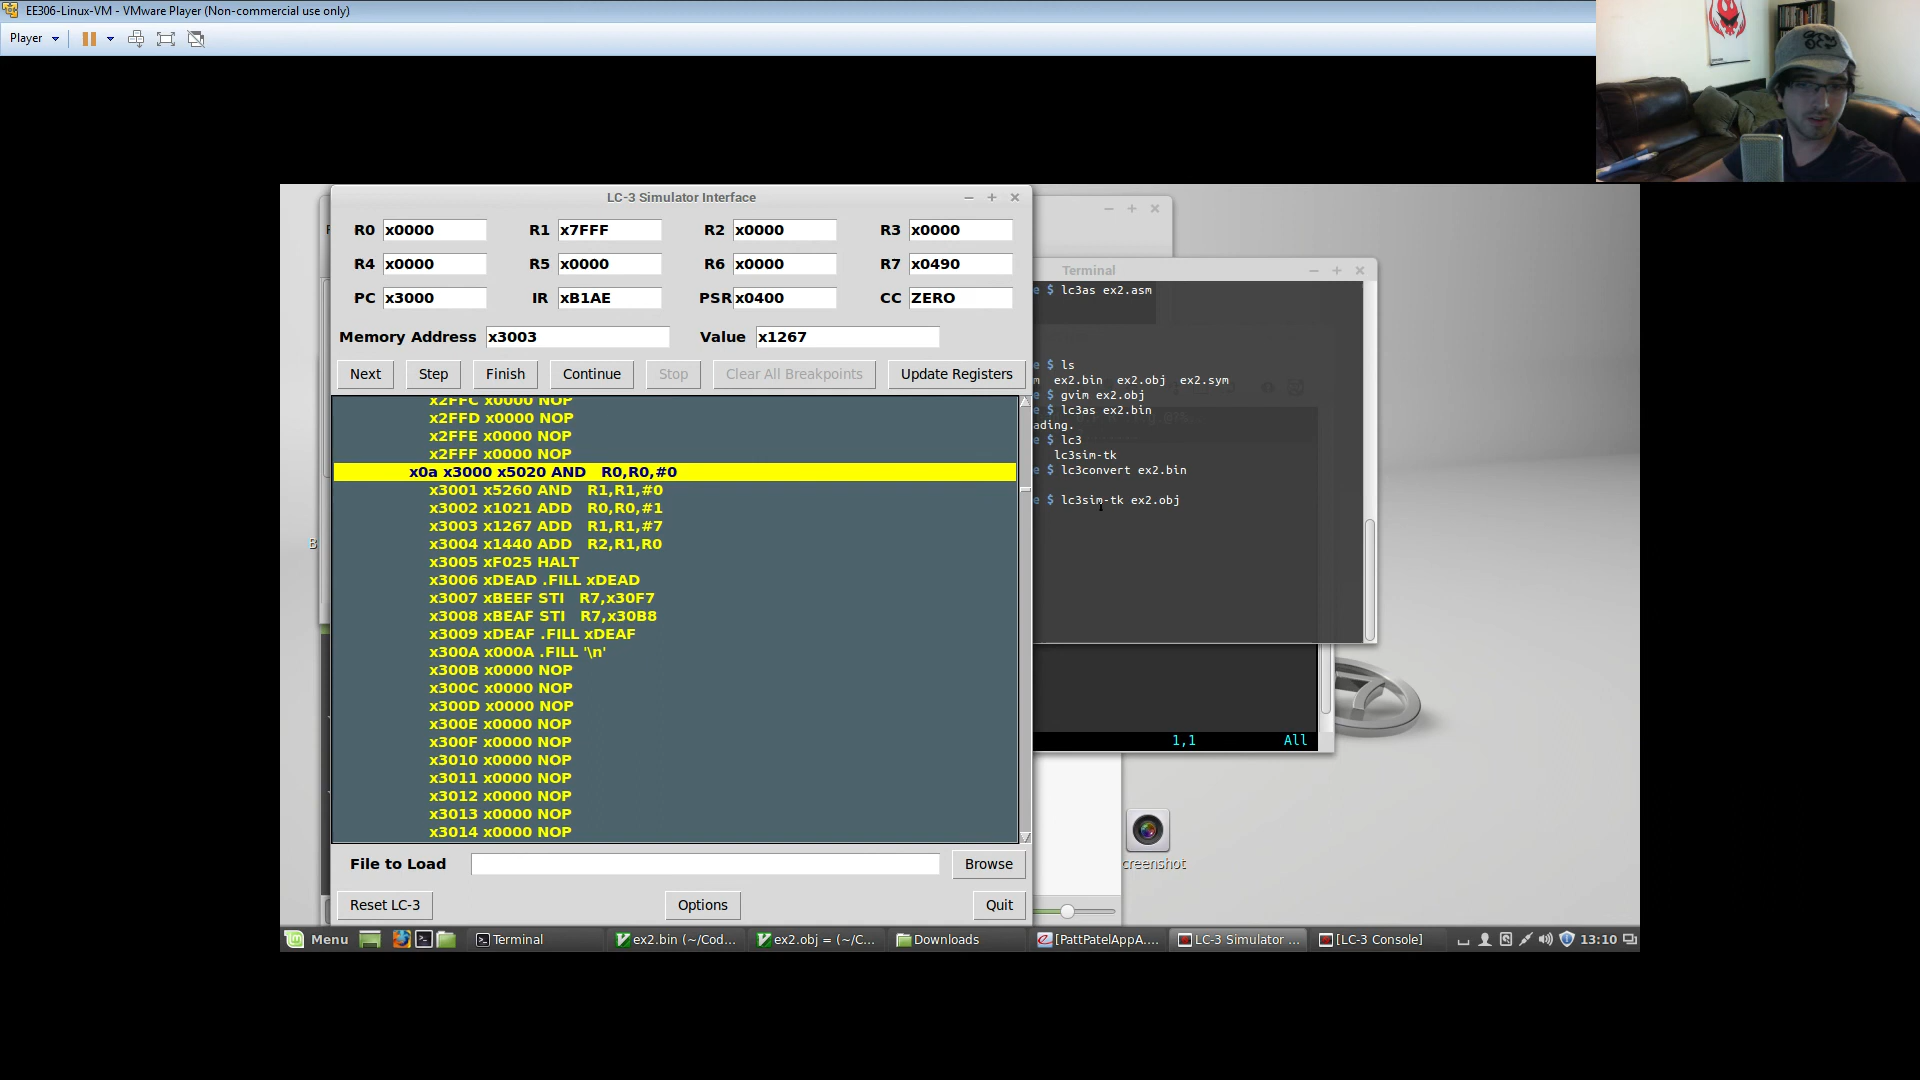 EE306-Linux-VM - VMware Player (Non-commercial use only)
Player
LC-3 Simulator Interface
R0 x0000 R1 x7FFF R2 x0000 R3 x0000
R4 x0000 R5 x0000 R6 x0000 R7 x0490
PC x3000 IR xB1AE PSR x0400 CC ZERO
Memory Address x3003 Value x1267
Next Step Finish Continue Stop Clear All Breakpoints Update Registers
x2FFC x0000 NOP
x2FFD x0000 NOP
x2FFE x0000 NOP
x2FFF x0000 NOP
x0a x3000 x5020 AND R0,R0,#0
x3001 x5260 AND R1,R1,#0
x3002 x1021 ADD R0,R0,#1
x3003 x1267 ADD R1,R1,#7
x3004 x1440 ADD R2,R1,R0
x3005 xF025 HALT
x3006 xDEAD .FILL xDEAD
x3007 xBEEF STI R7,x30F7
x3008 xBEAF STI R7,x30B8
x3009 xDEAF .FILL xDEAF
x300A x000A .FILL '\n'
x300B x0000 NOP
x300C x0000 NOP
x300D x0000 NOP
x300E x0000 NOP
x300F x0000 NOP
x3010 x0000 NOP
x3011 x0000 NOP
x3012 x0000 NOP
x3013 x0000 NOP
x3014 x0000 NOP
File to Load Browse
Reset LC-3 Options Quit
Terminal
e $ lc3as ex2.asm
e $ ls
m ex2.bin ex2.obj ex2.sym
e $ gvim ex2.obj
e $ lc3as ex2.bin
ading.
e $ lc3
lc3sim-tk
e $ lc3convert ex2.bin
e $ lc3sim-tk ex2.obj
1,1 All
creenshot
Menu Terminal ex2.bin (~/Cod... ex2.obj = (~/C... Downloads [PattPatelAppA.... LC-3 Simulator ... [LC-3 Console] 13:10